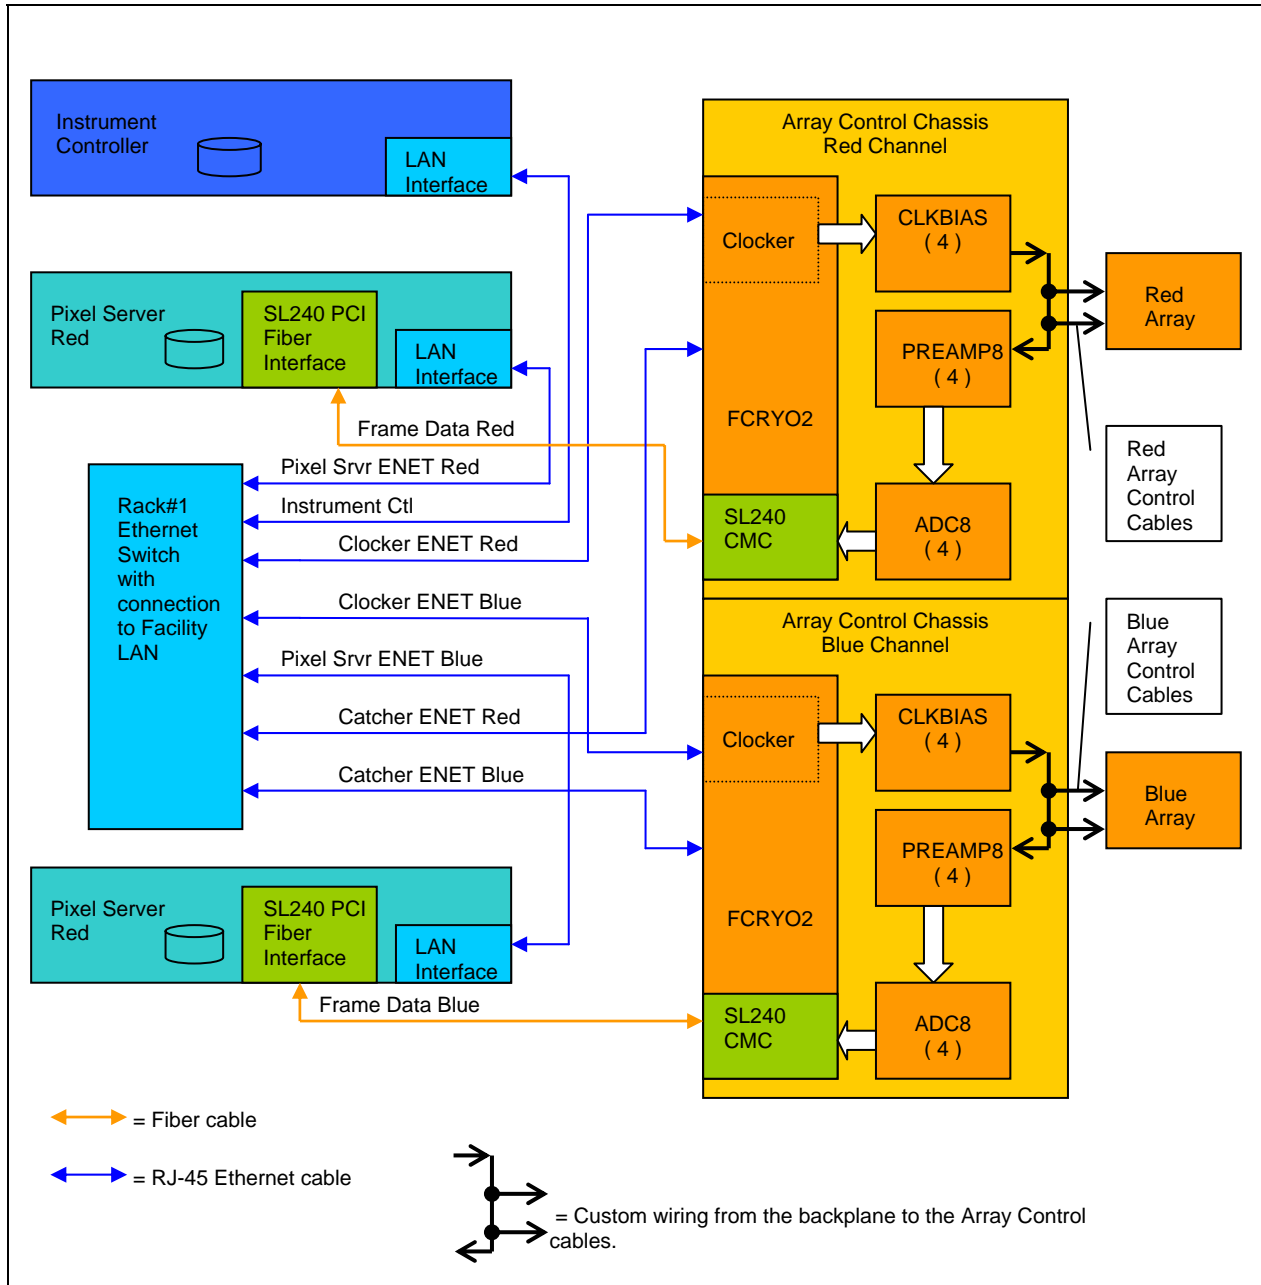 Instrument
Controller
LAN
Interface
Pixel Server
Red
SL240 PCI
Fiber
Interface
LAN
Interface
Frame Data Red
Pixel Srvr ENET Red
Instrument Ctl
Clocker ENET Red
Clocker ENET Blue
Pixel Srvr ENET Blue
Catcher ENET Red
Catcher ENET Blue
Rack#1
Ethernet
Switch
with
connection
to Facility
LAN
Pixel Server
Red
SL240 PCI
Fiber
Interface
LAN
Interface
Frame Data Blue
Array Control Chassis
Red Channel
Clocker
CLKBIAS
( 4 )
PREAMP8
( 4 )
FCRYO2
SL240
CMC
ADC8
( 4 )
Red
Array
Red
Array
Control
Cables
Array Control Chassis
Blue Channel
Clocker
CLKBIAS
( 4 )
PREAMP8
( 4 )
FCRYO2
SL240
CMC
ADC8
( 4 )
Blue
Array
Control
Cables
Blue
Array
= Fiber cable
= RJ-45 Ethernet cable
= Custom wiring from the backplane to the Array Control
cables.